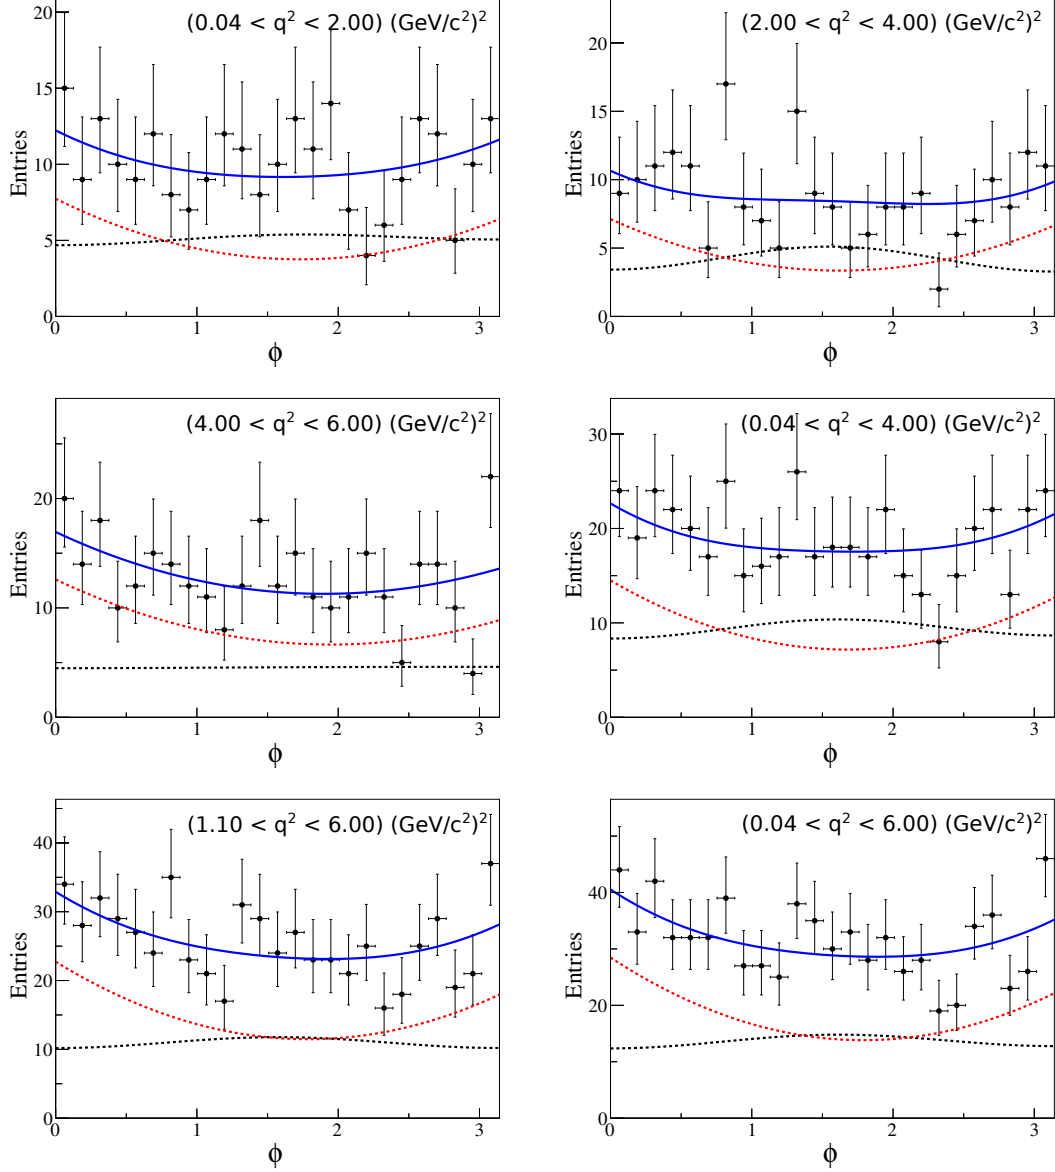 (0.04 < q² < 2.00) (GeV/c²)²
Entries
20
15
10
5
0
0 1 2 3
ϕ
(2.00 < q² < 4.00) (GeV/c²)²
Entries
20
15
10
5
0
0 1 2 3
ϕ
(4.00 < q² < 6.00) (GeV/c²)²
Entries
20
10
0
0 1 2 3
ϕ
(0.04 < q² < 4.00) (GeV/c²)²
Entries
30
20
10
0
0 1 2 3
ϕ
(1.10 < q² < 6.00) (GeV/c²)²
Entries
40
30
20
10
0
0 1 2 3
ϕ
(0.04 < q² < 6.00) (GeV/c²)²
Entries
40
20
0
0 1 2 3
ϕ